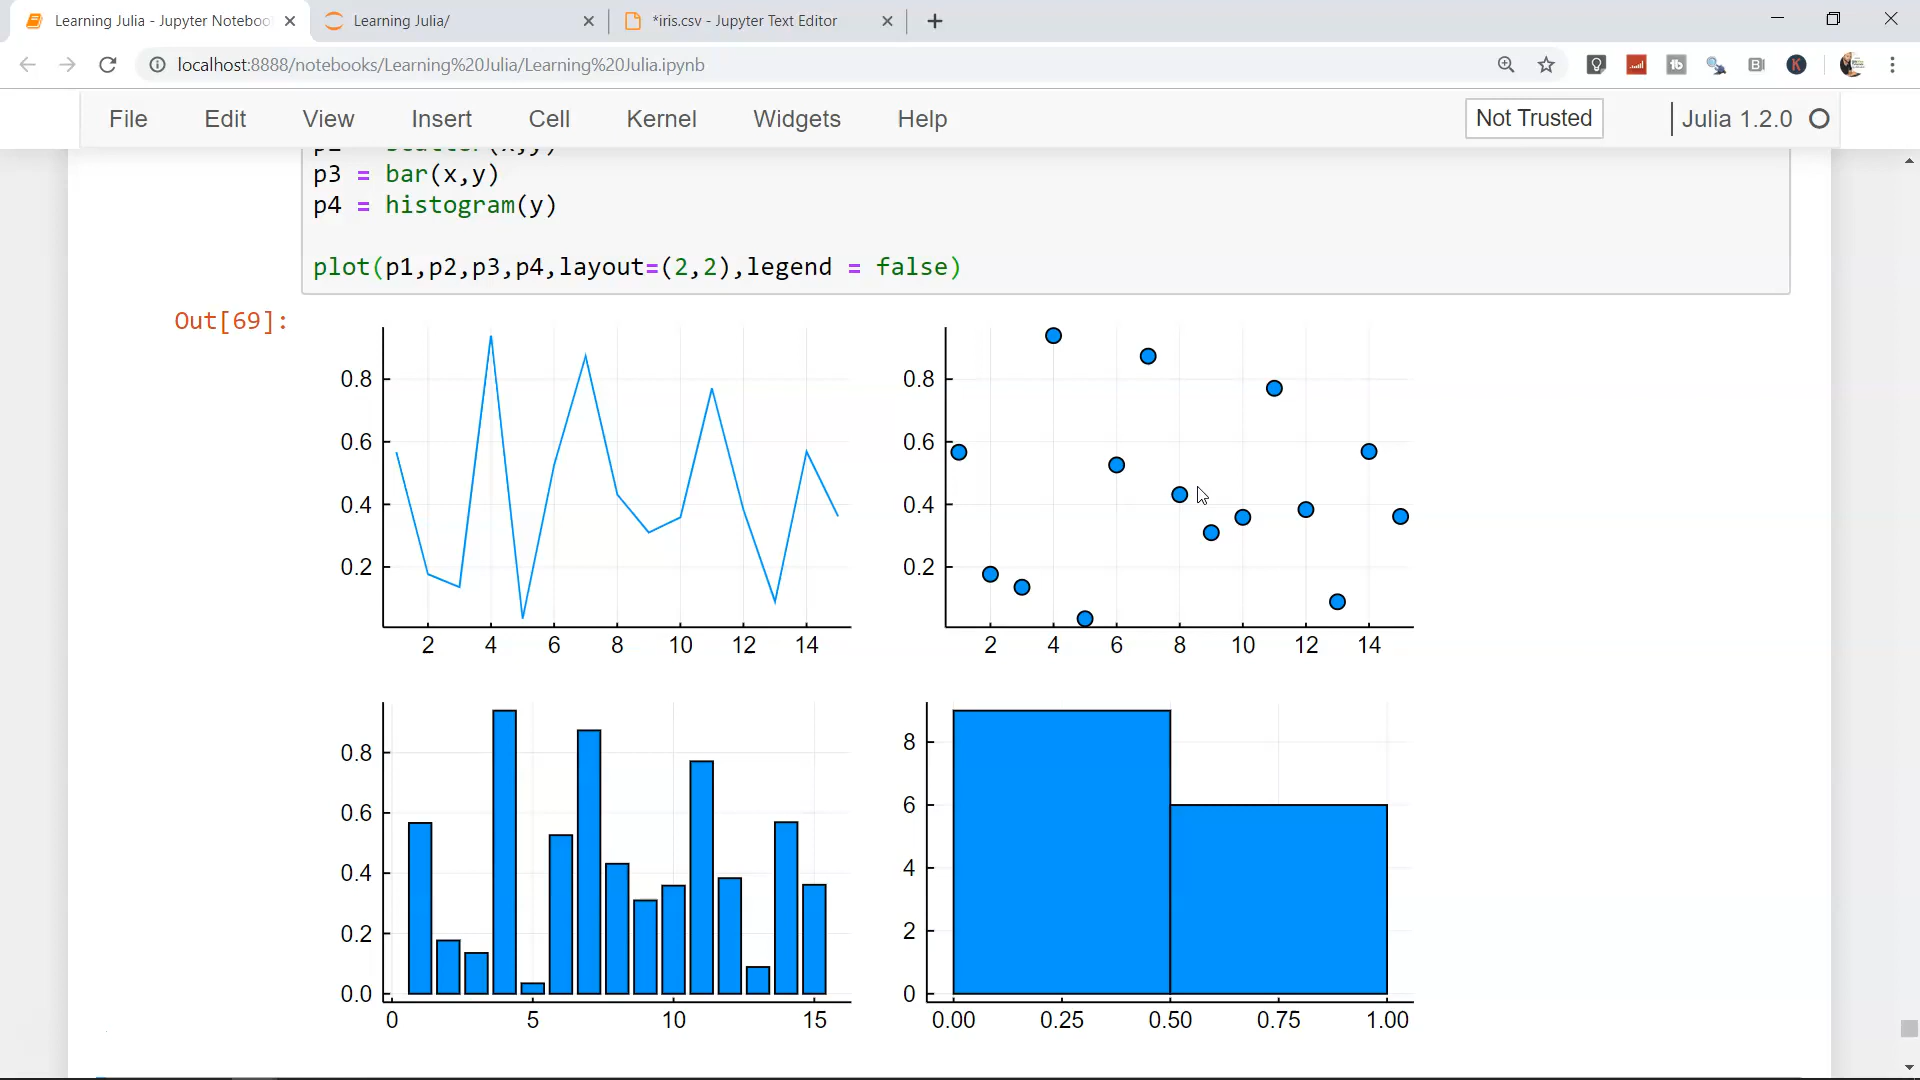 Learning Julia - Jupyter Noteboo
Learning Julia/
*iris.csv - Jupyter Text Editor
localhost:8888/notebooks/Learning%20Julia/Learning%20Julia.ipynb
File Edit View Insert Cell Kernel Widgets Help
Not Trusted
Julia 1.2.0
p3 = bar(x,y)
p4 = histogram(y)
plot(p1,p2,p3,p4,layout=(2,2),legend = false)
Out[69]:
0.8
0.6
0.4
0.2
2 4 6 8 10 12 14
0.8
0.6
0.4
0.2
2 4 6 8 10 12 14
0.8
0.6
0.4
0.2
0.0
0 5 10 15
8
6
4
2
0
0.00 0.25 0.50 0.75 1.00